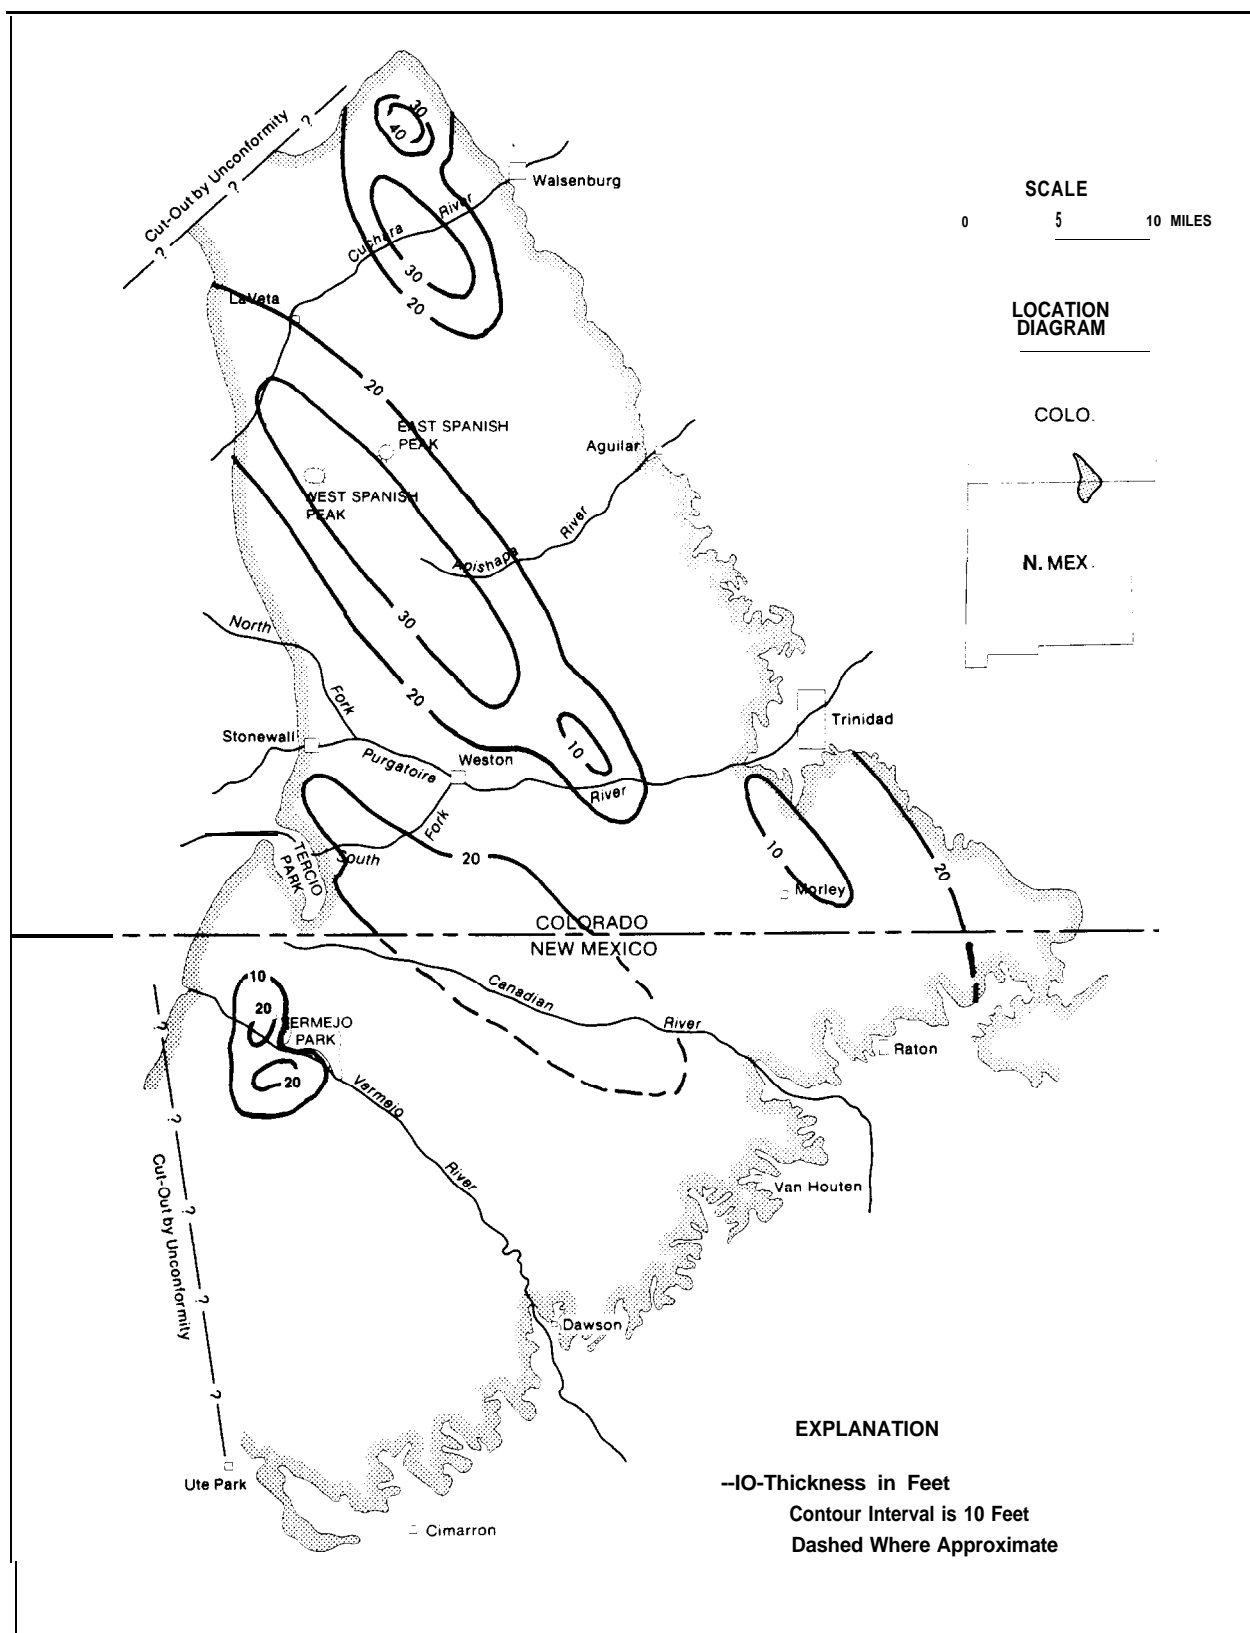 Cut-Out by Unconformity
?
?
?
30
40
Walsenburg
Cuchara
River
30
20
LaVeta
20
EAST SPANISH
PEAK
WEST SPANISH
PEAK
Aguilar
Apishapa
River
North
Fork
30
20
Stonewall
Purgatoire
Weston
10
River
Trinidad
Fork
South
TERCIO
PARK
20
10
Morley
20
COLORADO
NEW MEXICO
Canadian
River
10
20
VERMEJO
PARK
20
Vermejo
River
Raton
Van Houten
?
?
Cut-Out by Unconformity
?
?
?
Dawson
Ute Park
Cimarron
SCALE
0 5 10 MILES
LOCATION
DIAGRAM
COLO.
N. MEX.
EXPLANATION
--IO-Thickness in Feet
Contour Interval is 10 Feet
Dashed Where Approximate